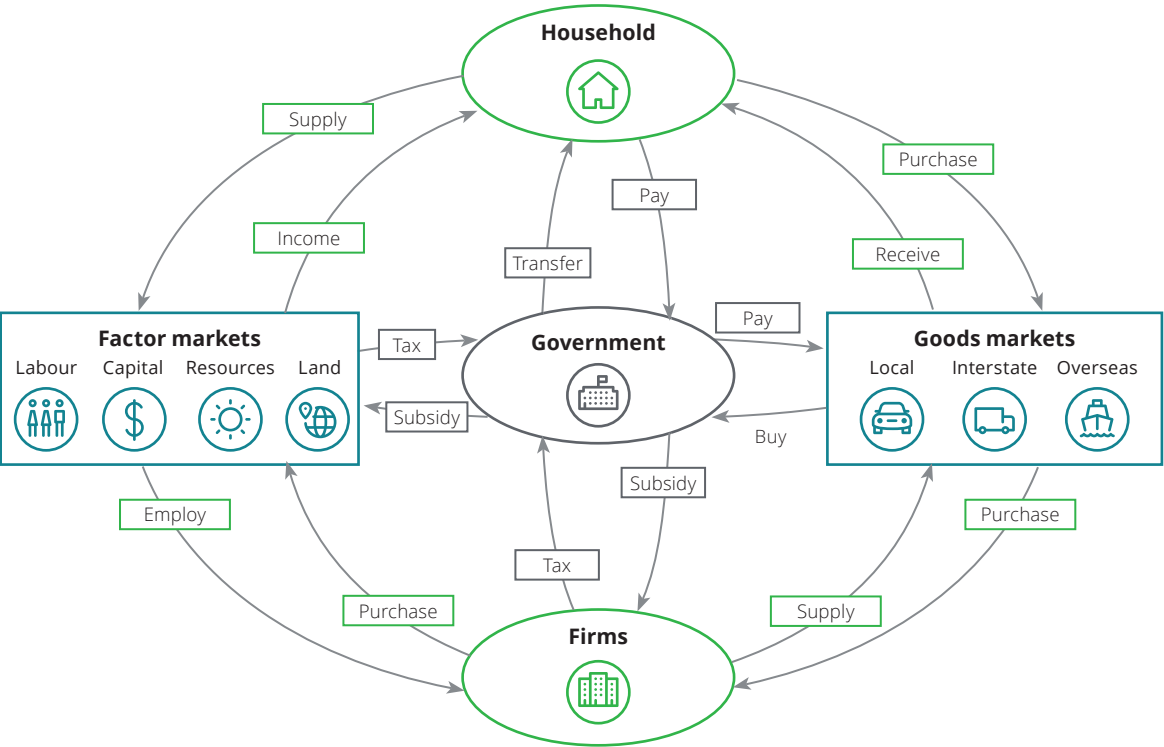 Household
Supply
Purchase
Pay
Income
Receive
Transfer
Pay
Factor markets
Labour
Capital
Resources
Land
Tax
Subsidy
Government
Goods markets
Local
Interstate
Overseas
Buy
Subsidy
Employ
Purchase
Tax
Purchase
Supply
Firms